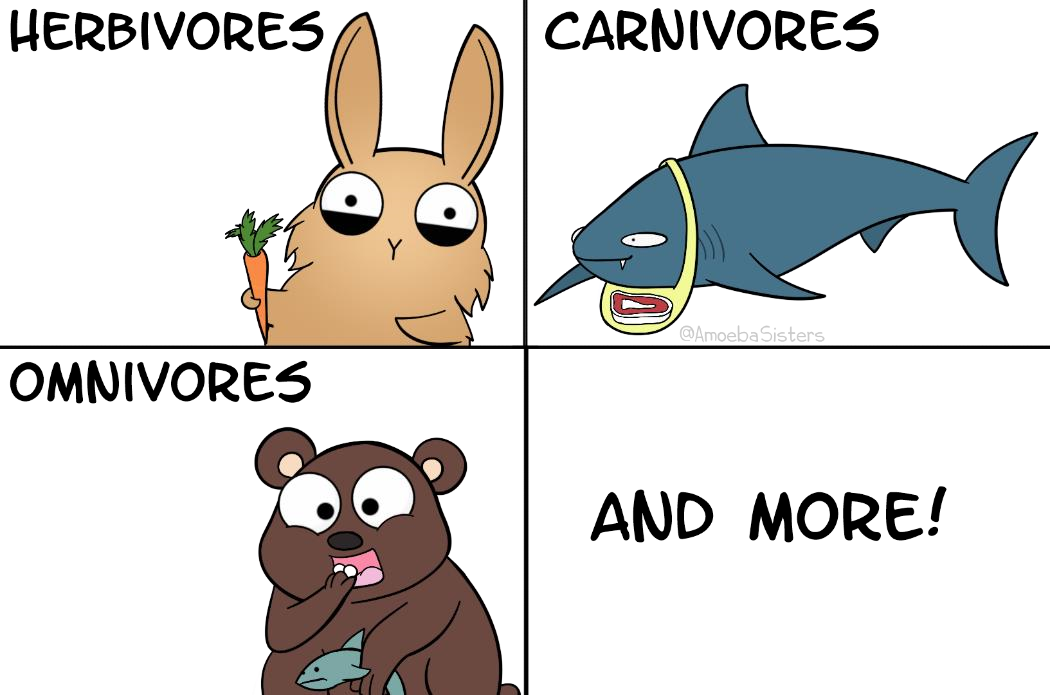 HERBIVORES
CARNIVORES
@AmoebaSisters
OMNIVORES
AND MORE!